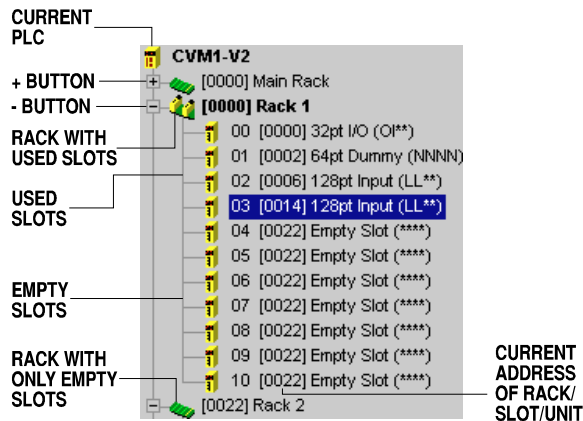 CURRENT
PLC
CVM1-V2
+ BUTTON
[0000] Main Rack
- BUTTON
[0000] Rack 1
RACK WITH
USED SLOTS
00 [0000] 32pt I/O (OI**)
01 [0002] 64pt Dummy (NNNN)
02 [0006] 128pt Input (LL**)
USED
SLOTS
03 [0014] 128pt Input (LL**)
04 [0022] Empty Slot (****)
05 [0022] Empty Slot (****)
06 [0022] Empty Slot (****)
EMPTY
SLOTS
07 [0022] Empty Slot (****)
08 [0022] Empty Slot (****)
09 [0022] Empty Slot (****)
10 [0022] Empty Slot (****)
RACK WITH
ONLY EMPTY
SLOTS
[0022] Rack 2
CURRENT
ADDRESS
OF RACK/
SLOT/UNIT